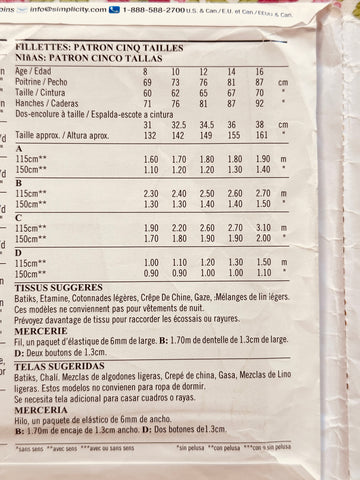 info@simplicity.com 1-888-588-2700 U.S. & Can./E.U. et Can./EEUU & Can.
FILLETTES: PATRON CINQ TAILLES
NIñAS: PATRON CINCO TALLAS
Age / Edad 8 10 12 14 16
Poitrine / Pecho 69 73 76 81 87 cm
Taille / Cintura 60 62 65 67 70 "
Hanches / Caderas 71 76 81 87 92 "
Dos-encolure à taille / Espalda-escote a cintura
31 32.5 34.5 36 38 cm
Taille approx. / Altura aprox. 132 142 149 155 161 "
A
115cm** 1.60 1.70 1.80 1.80 1.90 m
150cm** 1.10 1.20 1.20 1.30 1.40 "
B
115cm** 2.30 2.40 2.50 2.60 2.70 m
150cm** 1.30 1.30 1.40 1.40 1.50 "
C
115cm** 1.90 2.20 2.60 2.70 3.10 m
150cm** 1.70 1.80 1.90 1.90 2.00 "
D
115cm** 1.00 1.10 1.20 1.30 1.50 m
150cm** 0.90 0.90 1.00 1.00 1.10 "
TISSUS SUGGERES
Batiks, Etamine, Cotonnades légères, Crêpe De Chine, Gaze, :Mélanges de lin légers.
Ces modèles ne conviennent pas pour vêtements de nuit.
Prévoyez davantage de tissu pour raccorder les écossais ou rayures.
MERCERIE
Fil, un paquet d'élastique de 6mm de large. B: 1.70m de dentelle de 1.3cm de large.
D: Deux boutons de 1.3cm.
TELAS SUGERIDAS
Batiks, Chalí. Mezclas de algodones ligeras, Crepé de china, Gasa, Mezclas de Lino
ligeras. Estos modelos no convienen para ropa de dormir.
Se necesita tela adicional para casar cuadros o rayas.
MERCERIA
Hilo, un paquete de elástico de 6mm de ancho.
B: 1.70m de encaje de 1.3cm ancho. D: Dos botones de1.3cm.
*sans sens **avec sens ***avec ou sans sens *sin pelusa **con pelusa ***con o sin pelusa